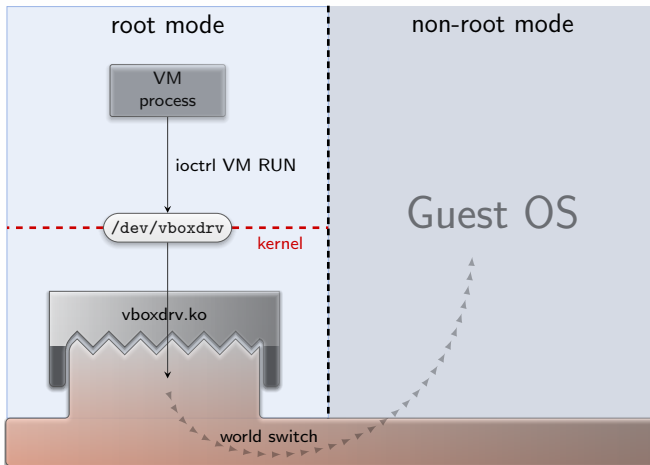 root mode
non-root mode
VM
process
ioctrl VM RUN
/dev/vboxdrv
kernel
Guest OS
vboxdrv.ko
world switch